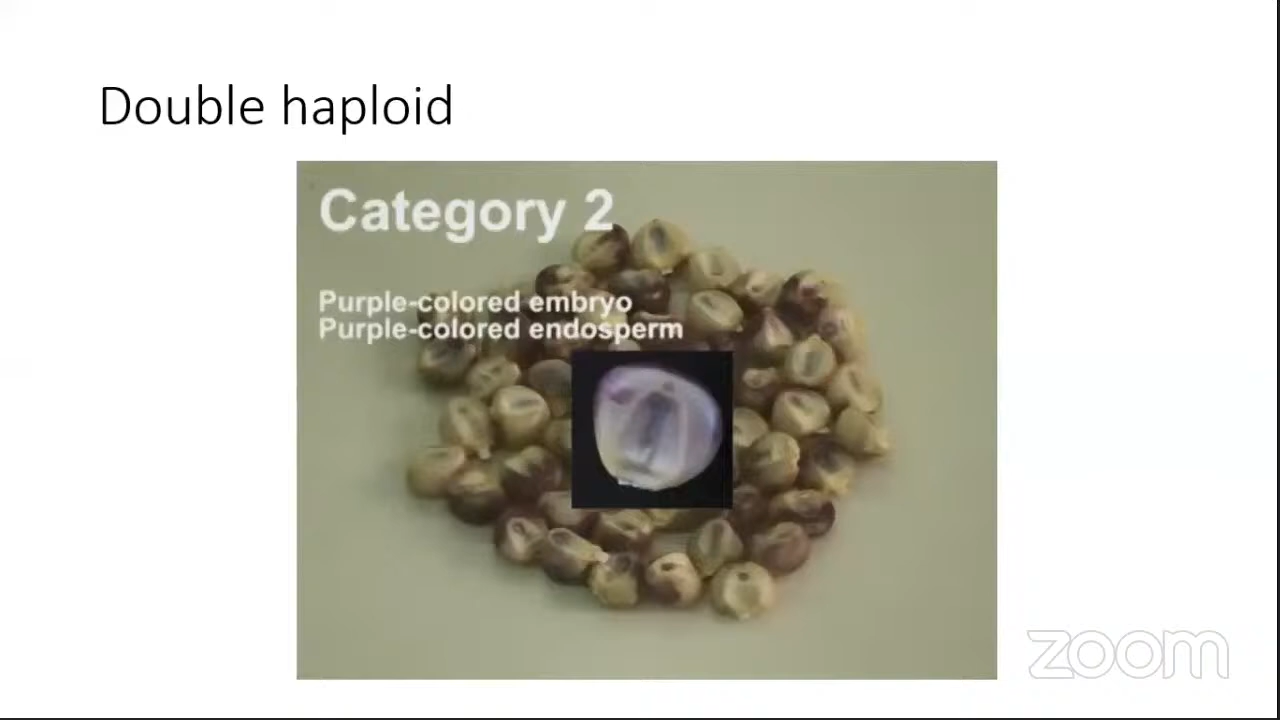 Double haploid
Category 2
Purple-colored embryo
Purple-colored endosperm
zoom